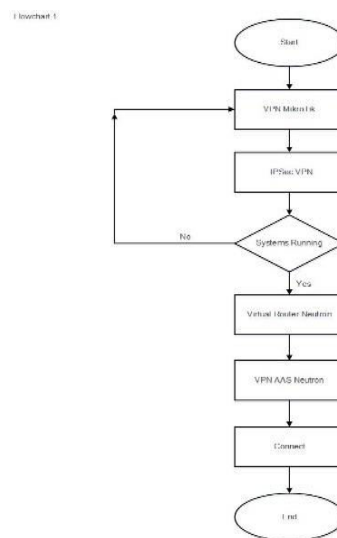 Flowchart 1
Start
VPN Mikrotik
IPSec VPN
Systems Running
No
Yes
Virtual Router Neutron
VPN AAS Neutron
Connect
End